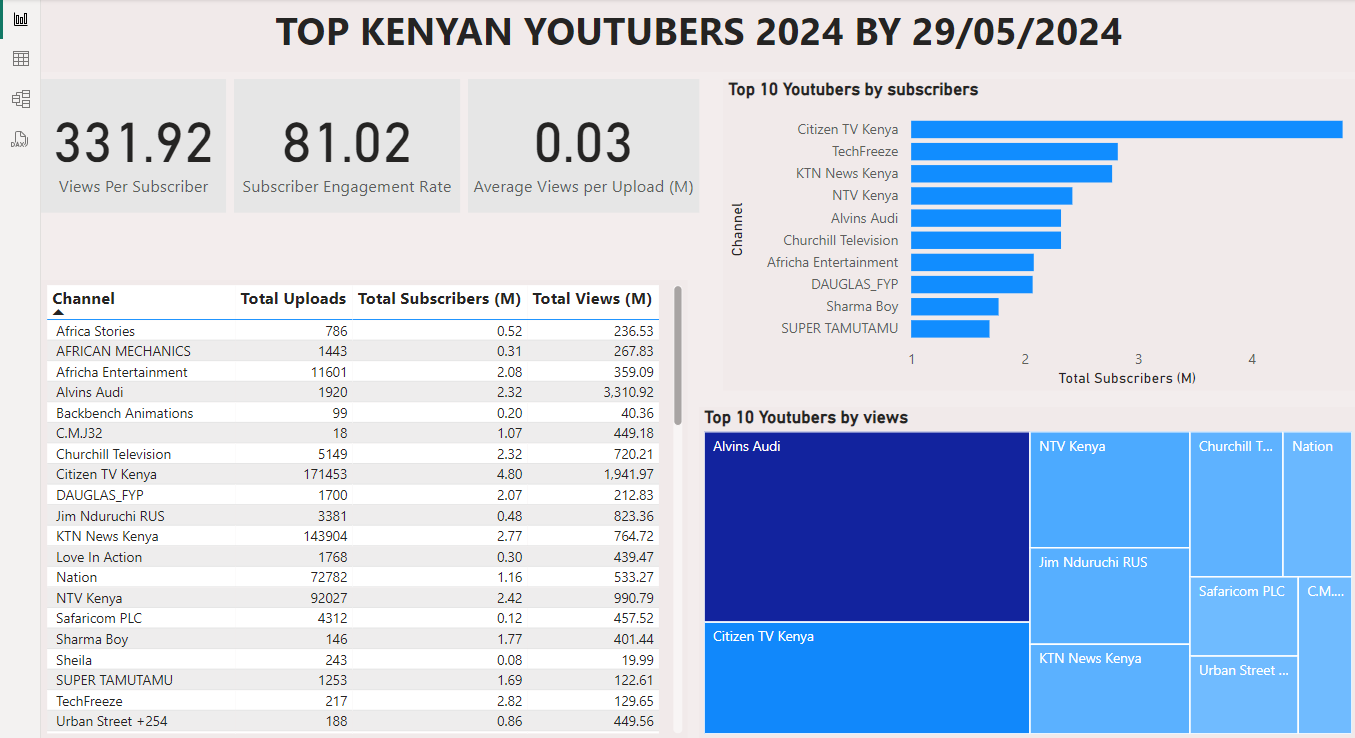 TOP KENYAN YOUTUBERS 2024 BY 29/05/2024
DAX
331.92
Views Per Subscriber
81.02
Subscriber Engagement Rate
0.03
Average Views per Upload (M)
Channel Total Uploads Total Subscribers (M) Total Views (M)
Africa Stories 786 0.52 236.53
AFRICAN MECHANICS 1443 0.31 267.83
Africha Entertainment 11601 2.08 359.09
Alvins Audi 1920 2.32 3,310.92
Backbench Animations 99 0.20 40.36
C.M.J32 18 1.07 449.18
Churchill Television 5149 2.32 720.21
Citizen TV Kenya 171453 4.80 1,941.97
DAUGLAS_FYP 1700 2.07 212.83
Jim Nduruchi RUS 3381 0.48 823.36
KTN News Kenya 143904 2.77 764.72
Love In Action 1768 0.30 439.47
Nation 72782 1.16 533.27
NTV Kenya 92027 2.42 990.79
Safaricom PLC 4312 0.12 457.52
Sharma Boy 146 1.77 401.44
Sheila 243 0.08 19.99
SUPER TAMUTAMU 1253 1.69 122.61
TechFreeze 217 2.82 129.65
Urban Street +254 188 0.86 449.56
Top 10 Youtubers by subscribers
Channel
Citizen TV Kenya
TechFreeze
KTN News Kenya
NTV Kenya
Alvins Audi
Churchill Television
Africha Entertainment
DAUGLAS_FYP
Sharma Boy
SUPER TAMUTAMU
1 2 3 4
Total Subscribers (M)
Top 10 Youtubers by views
Alvins Audi
Citizen TV Kenya
NTV Kenya
Jim Nduruchi RUS
KTN News Kenya
Churchill T...
Nation
Safaricom PLC
C.M....
Urban Street ...